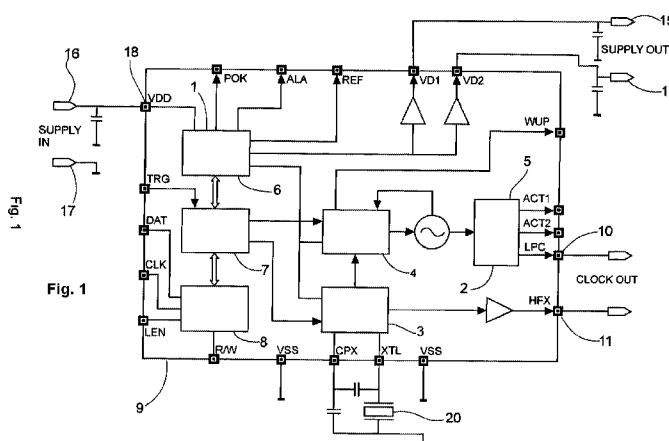 15
SUPPLY OUT
16
18
POK
ALA
REF
VD1
VD2
1
1
VDD
SUPPLY
IN
WUP
17
6
5
TRG
ACT1
ACT2
DAT
LPC
10
7
4
2
CLOCK OUT
Fig. 1
Fig. 1
CLK
HFX
3
LEN
8
11
R/W
VSS
CPX
XTL
VSS
9
20